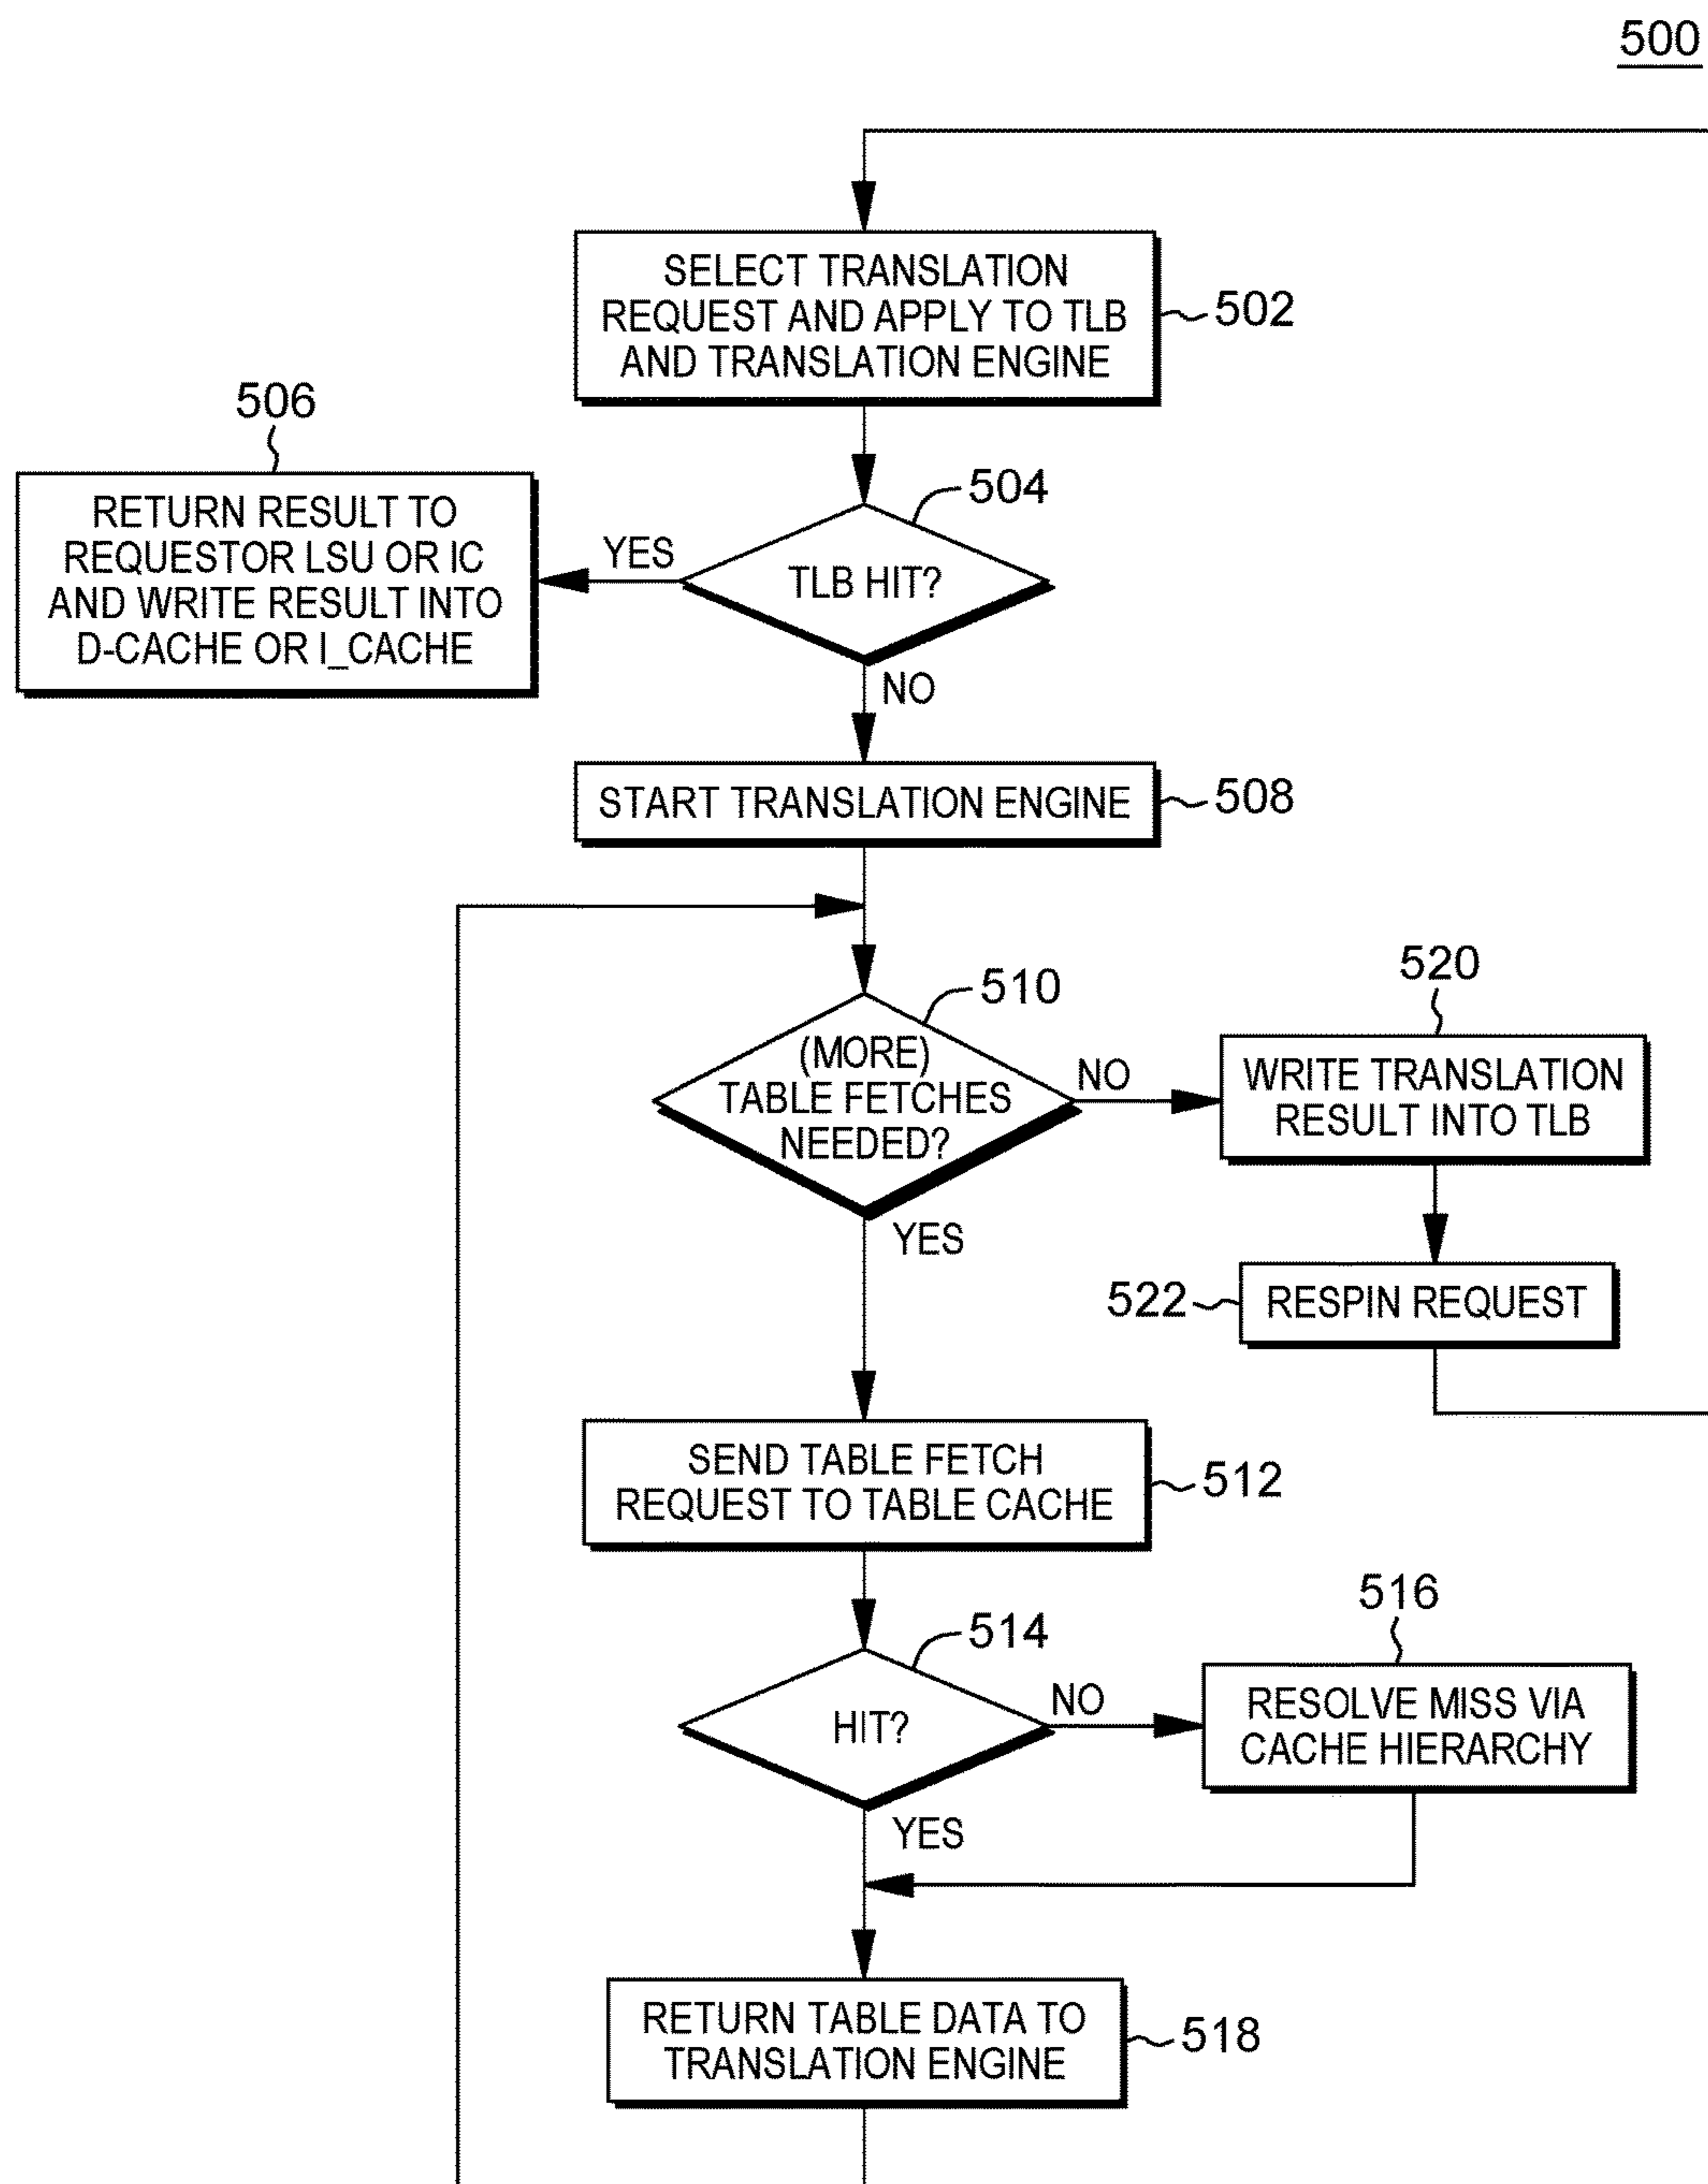 500
SELECT TRANSLATION
REQUEST AND APPLY TO TLB
AND TRANSLATION ENGINE
502
506
RETURN RESULT TO
REQUESTOR LSU OR IC
AND WRITE RESULT INTO
D-CACHE OR I_CACHE
YES
504
TLB HIT?
NO
START TRANSLATION ENGINE
508
510
(MORE)
TABLE FETCHES
NEEDED?
NO
520
WRITE TRANSLATION
RESULT INTO TLB
YES
522
RESPIN REQUEST
SEND TABLE FETCH
REQUEST TO TABLE CACHE
512
514
HIT?
NO
516
RESOLVE MISS VIA
CACHE HIERARCHY
YES
RETURN TABLE DATA TO
TRANSLATION ENGINE
518